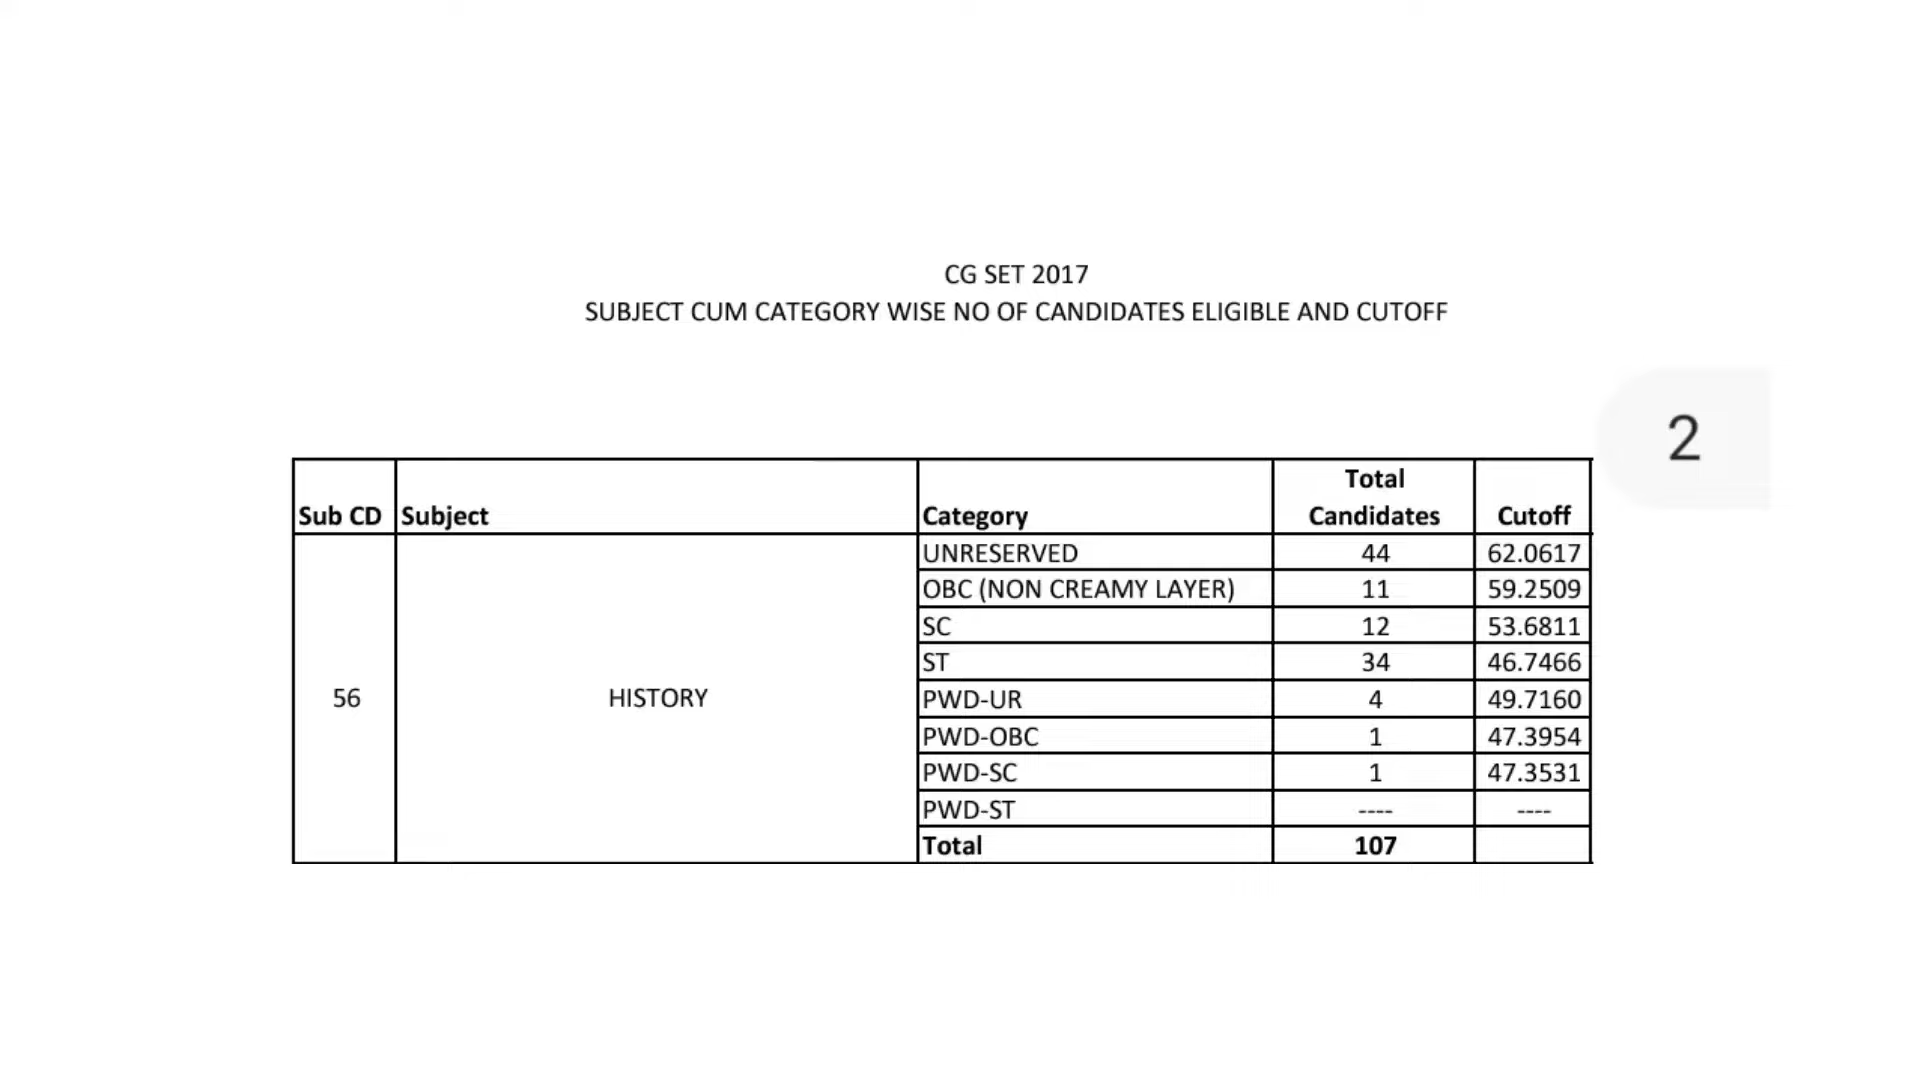 CG SET 2017
SUBJECT CUM CATEGORY WISE NO OF CANDIDATES ELIGIBLE AND CUTOFF
2
Sub CD Subject Category Total Candidates Cutoff
UNRESERVED 44 62.0617
OBC (NON CREAMY LAYER) 11 59.2509
SC 12 53.6811
ST 34 46.7466
56 HISTORY PWD-UR 4 49.7160
PWD-OBC 1 47.3954
PWD-SC 1 47.3531
PWD-ST ---- ----
Total 107